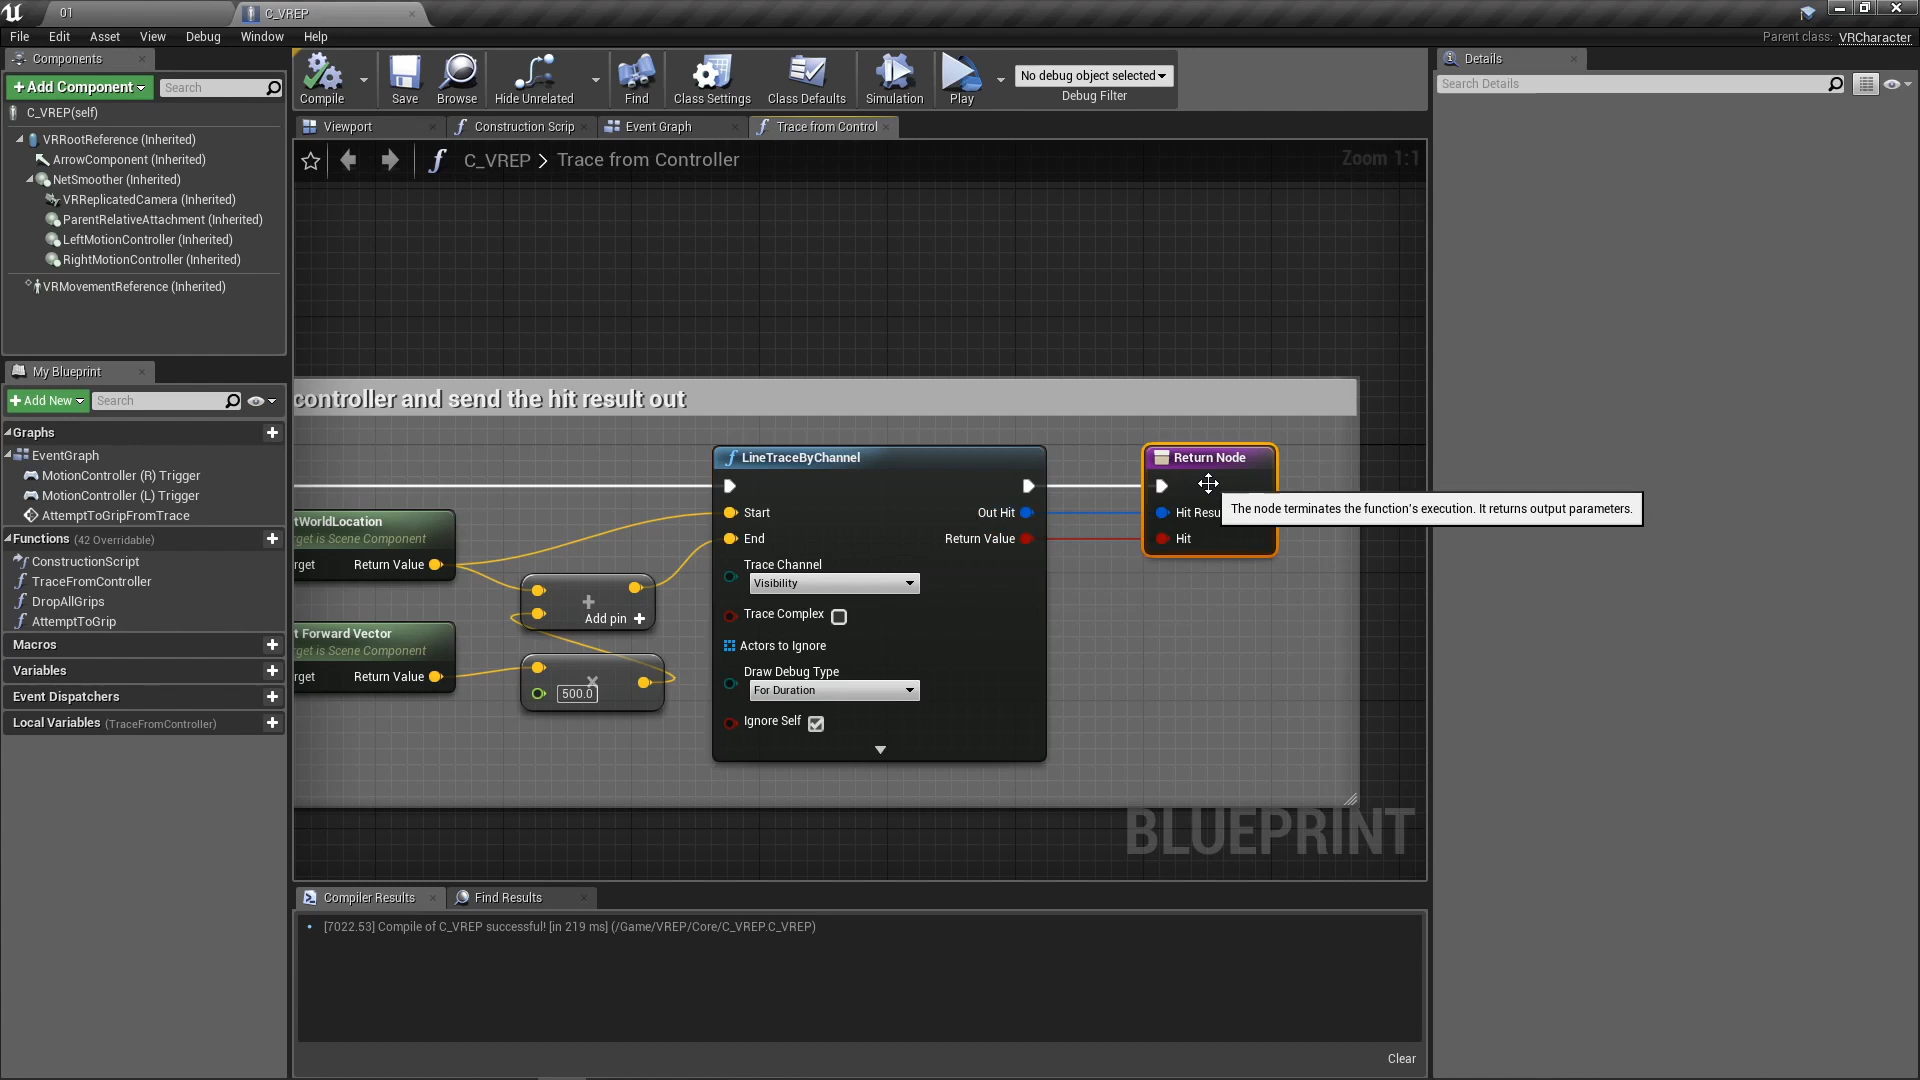 01
C_VREP
File Edit Asset View Debug Window Help
Parent class: VRCharacter
Components
+Add Component
Search
C_VREP(self)
VRRootReference (Inherited)
ArrowComponent (Inherited)
NetSmoother (Inherited)
VRReplicatedCamera (Inherited)
ParentRelativeAttachment (Inherited)
LeftMotionController (Inherited)
RightMotionController (Inherited)
VRMovementReference (Inherited)
My Blueprint
+Add New
Search
Graphs
EventGraph
MotionController (R) Trigger
MotionController (L) Trigger
AttemptToGripFromTrace
Functions (42 Overridable)
ConstructionScript
TraceFromController
DropAllGrips
AttemptToGrip
Macros
Variables
Event Dispatchers
Local Variables (TraceFromController)
Compile
Save
Browse
Hide Unrelated
Find
Class Settings
Class Defaults
Simulation
Play
No debug object selected
Debug Filter
Viewport
Construction Scrip
Event Graph
Trace from Control
C_VREP > Trace from Controller
Zoom 1:1
controller and send the hit result out
tWorldLocation
rget is Scene Component
rget
Return Value
t Forward Vector
rget is Scene Component
rget
Return Value
Add pin +
500.0
LineTraceByChannel
Start
Out Hit
End
Return Value
Trace Channel
Visibility
Trace Complex
Actors to Ignore
Draw Debug Type
For Duration
Ignore Self
Return Node
Hit Resu
Hit
The node terminates the function's execution. It returns output parameters.
BLUEPRINT
Compiler Results
Find Results
[7022.53] Compile of C_VREP successful! [in 219 ms] (/Game/VREP/Core/C_VREP.C_VREP)
Clear
Details
Search Details